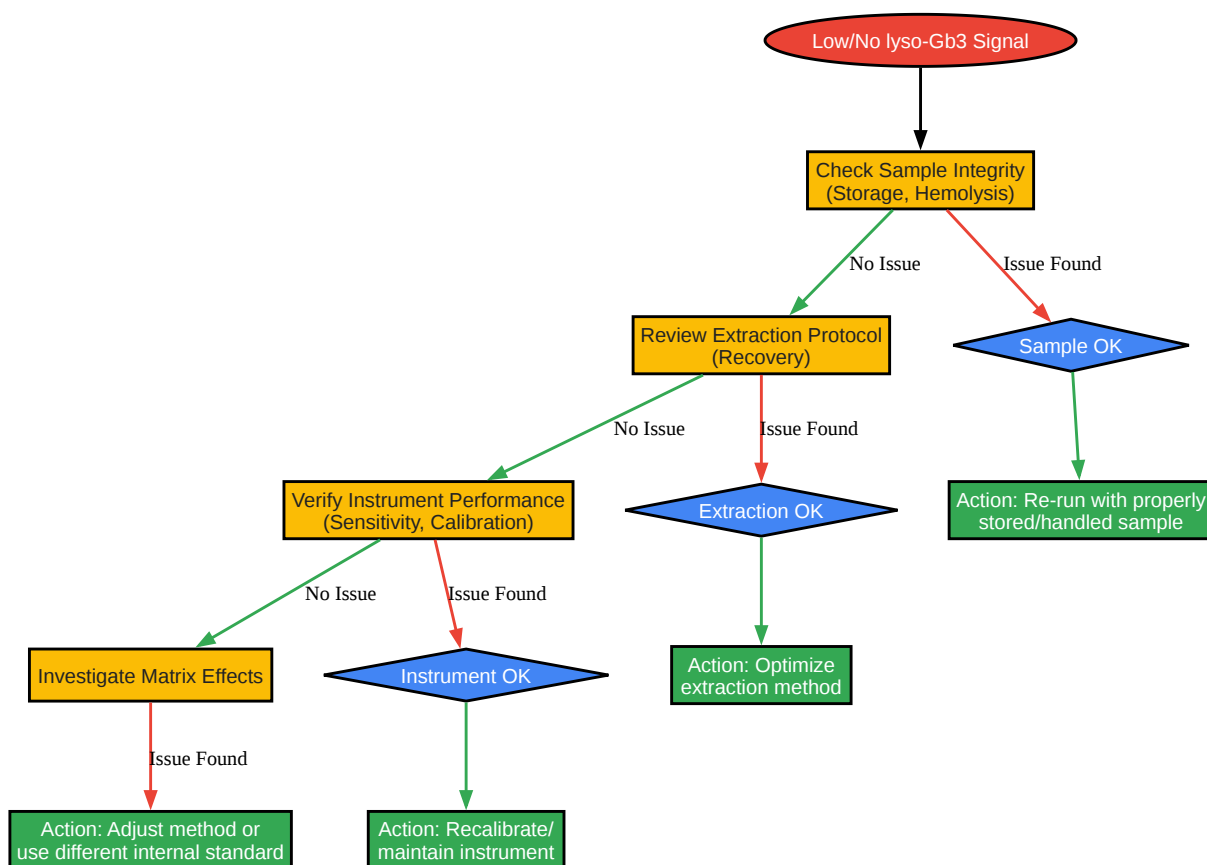 Low/No lyso-Gb3 Signal
Check Sample Integrity
(Storage, Hemolysis)
No Issue
Issue Found
Review Extraction Protocol
(Recovery)
Sample OK
No Issue
Issue Found
Verify Instrument Performance
(Sensitivity, Calibration)
Extraction OK
Action: Re-run with properly
stored/handled sample
No Issue
Issue Found
Investigate Matrix Effects
Instrument OK
Action: Optimize
extraction method
Issue Found
Action: Adjust method or
use different internal standard
Action: Recalibrate/
maintain instrument